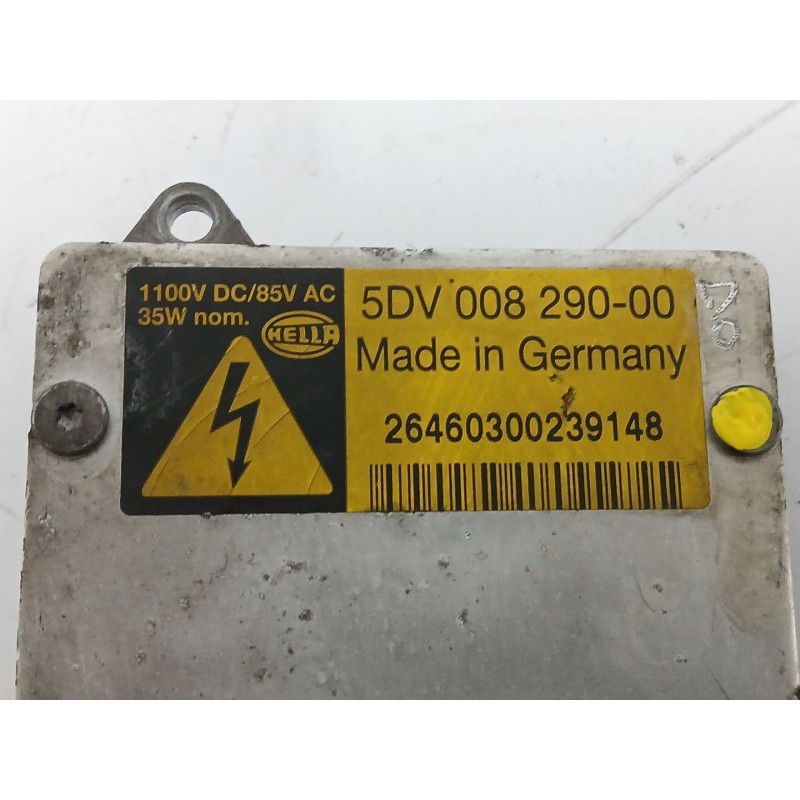 1100V DC/85V AC
35W nom.
HELLA
5DV 008 290-00
Made in Germany
26460300239148